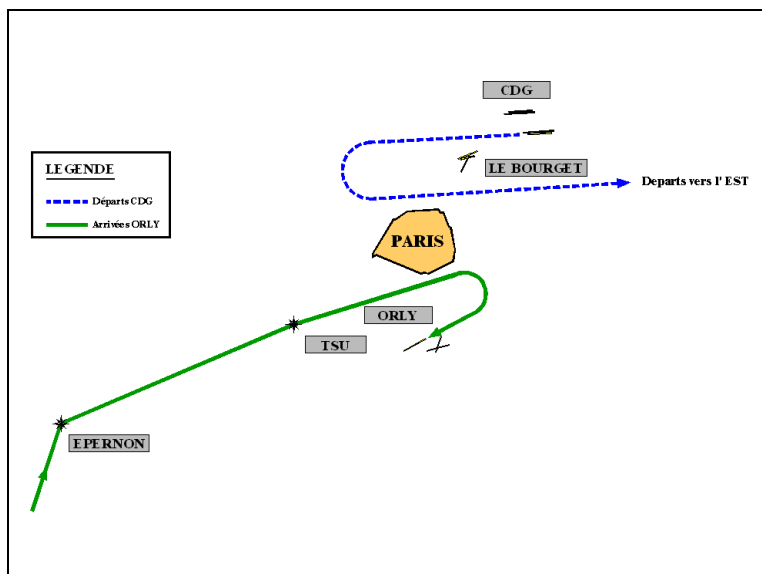 CDG
LE BOURGET
Departs vers l' EST
LEGENDE
Départs CDG
Arrivées ORLY
PARIS
ORLY
TSU
EPERNON